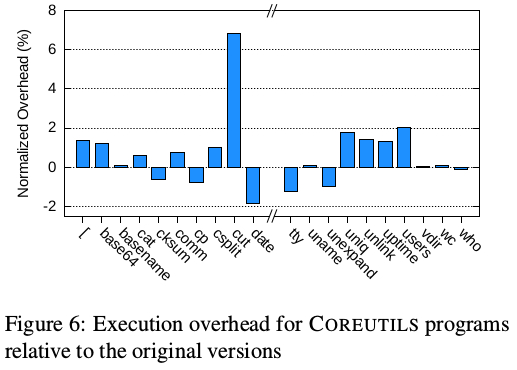 8
6
4
2
0
-2
Normalized Overhead (%)
[
base64
basename
cat
cksum
comm
cp
csplit
cut
date
tty
uname
unexpand
uniq
unlink
uptime
users
vdir
wc
who
Figure 6: Execution overhead for COREUTILS programs
relative to the original versions